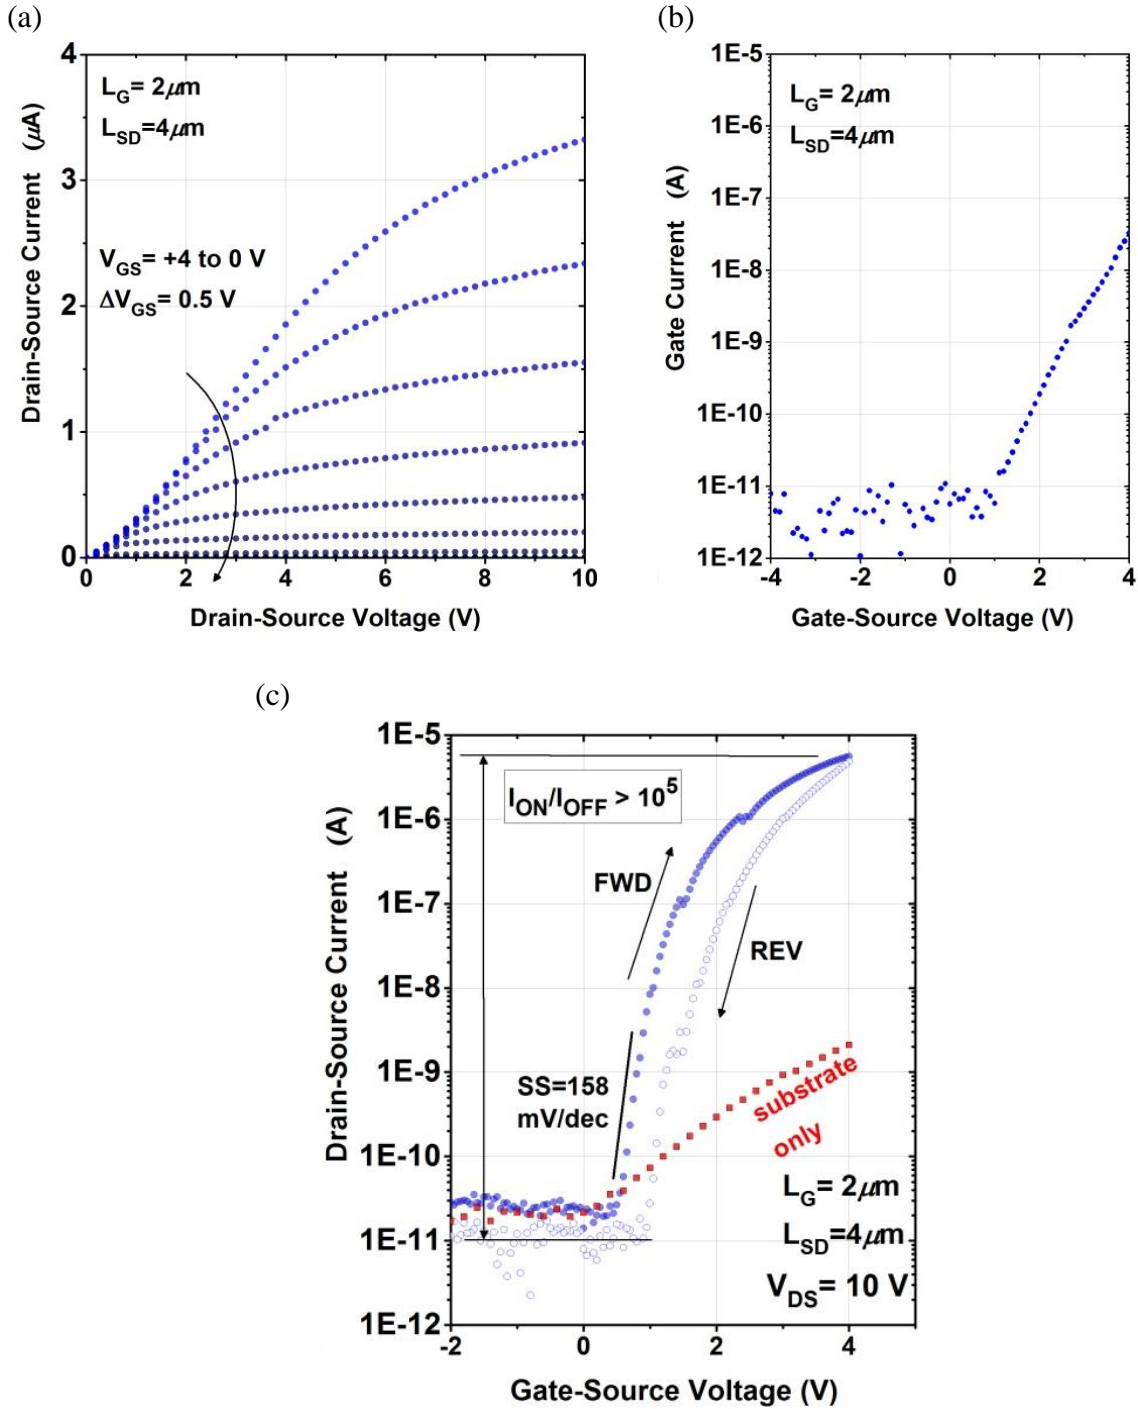 (a)
4
3
2
1
0
Drain-Source Current (μA)
L_G= 2μm
L_SD=4μm
V_GS= +4 to 0 V
ΔV_GS= 0.5 V
0 2 4 6 8 10
Drain-Source Voltage (V)
(b)
1E-5
1E-6
1E-7
1E-8
1E-9
1E-10
1E-11
1E-12
Gate Current (A)
L_G= 2μm
L_SD=4μm
-4 -2 0 2 4
Gate-Source Voltage (V)
(c)
1E-5
1E-6
1E-7
1E-8
1E-9
1E-10
1E-11
1E-12
Drain-Source Current (A)
I_ON/I_OFF > 10^5
FWD
REV
SS=158
mV/dec
substrate
only
L_G= 2μm
L_SD=4μm
V_DS= 10 V
-2 0 2 4
Gate-Source Voltage (V)